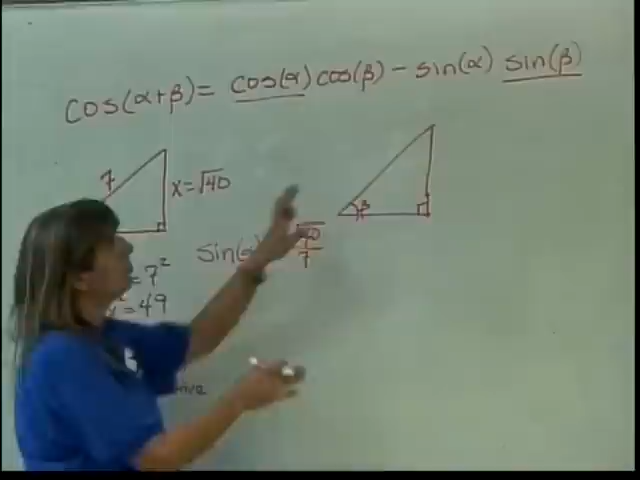 cos(α+β)= cos(α)cos(β) − sin(α) sin(β)
7
x=√40
β
sin(
√40
7
= 7²
= 49